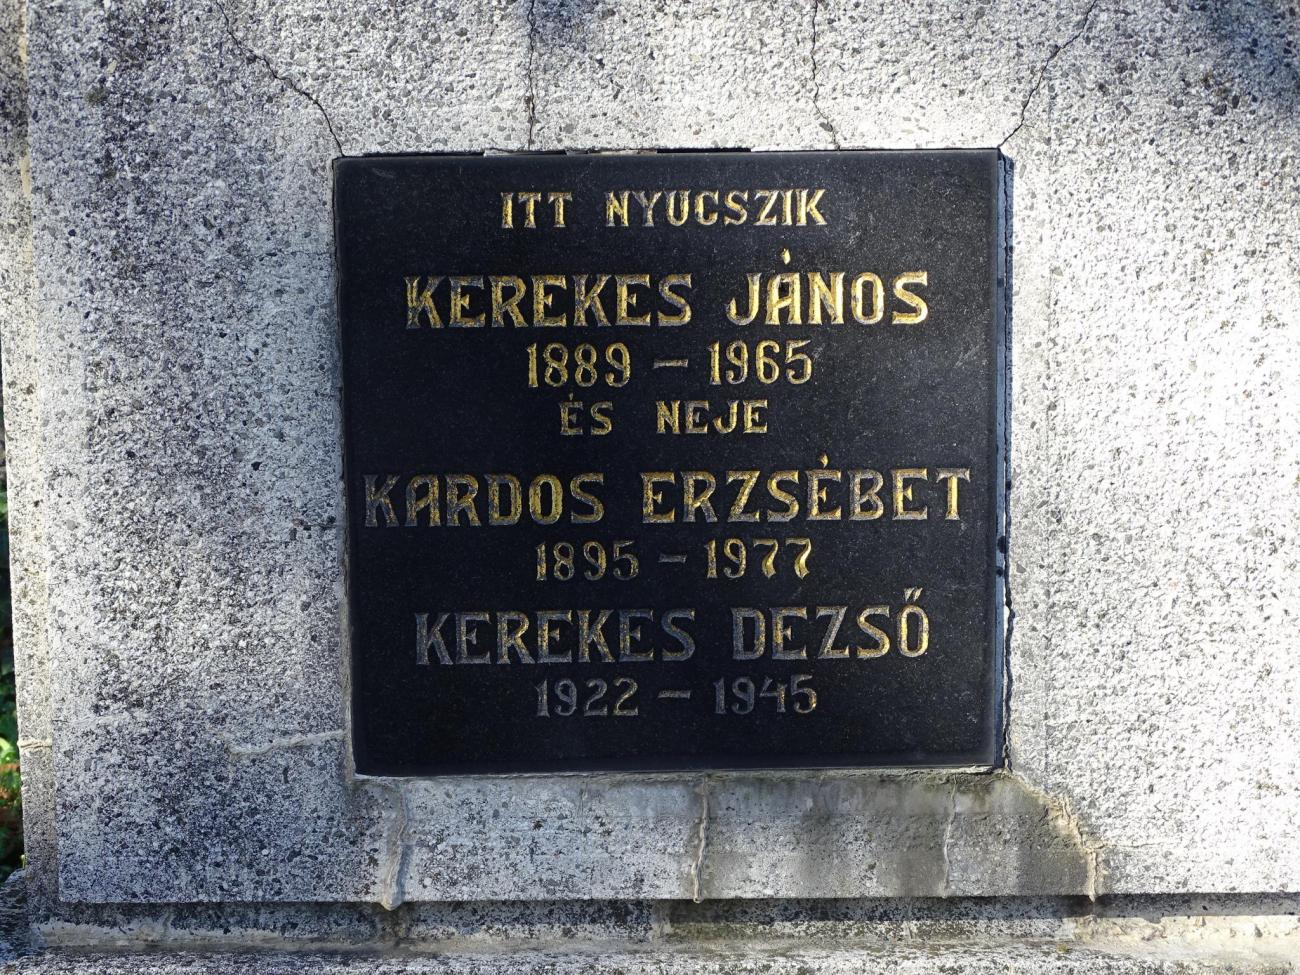 ITT NYUGSZIK
KEREKES JÁNOS
1889 – 1965
ÉS NEJE
KARDOS ERZSÉBET
1895 – 1977
KEREKES DEZSŐ
1922 – 1945